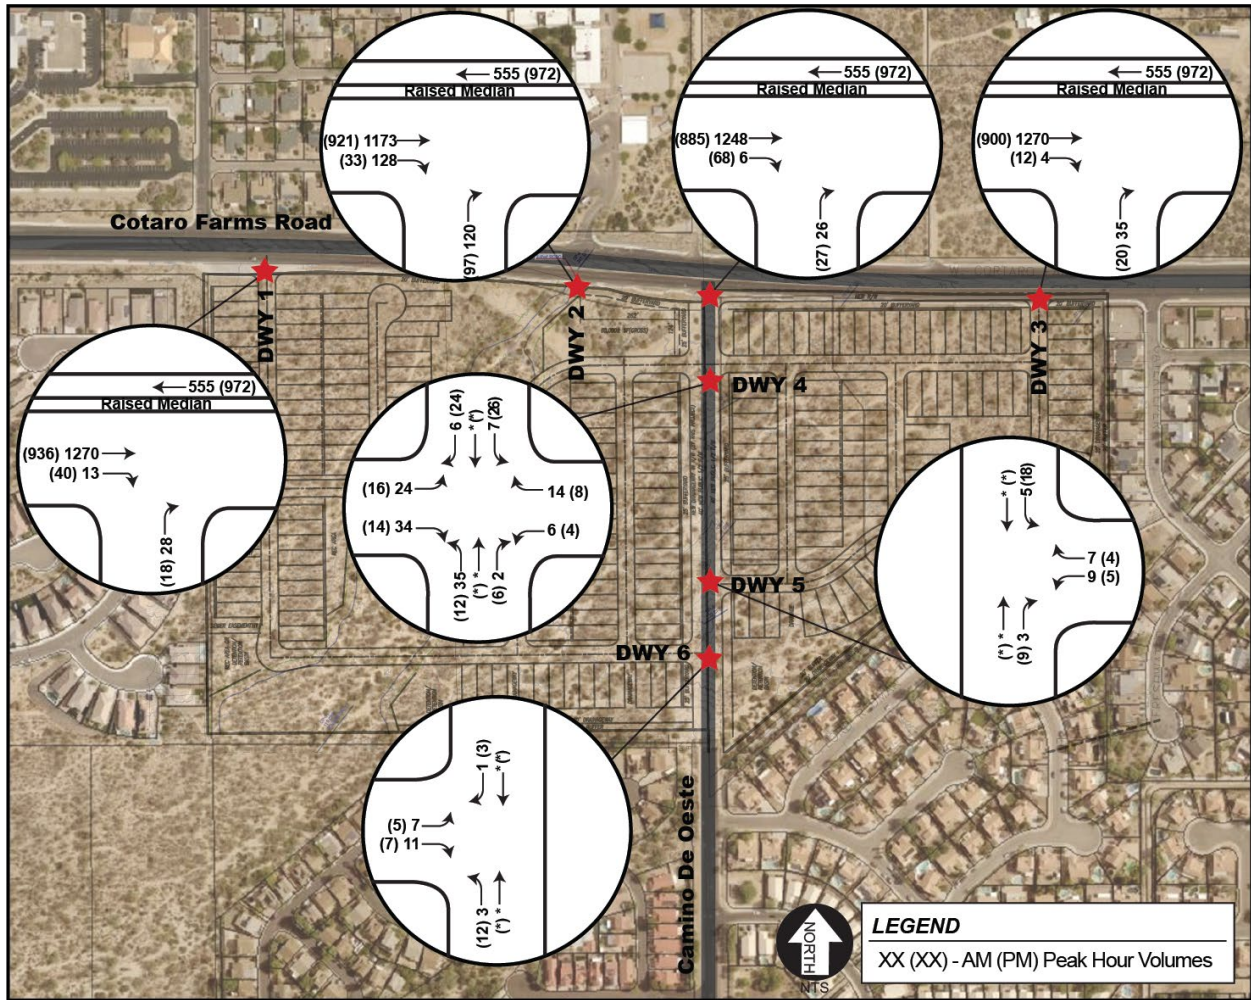 555 (972)
Raised Median
(921) 1173
(33) 128
(97) 120
555 (972)
Raised Median
(885) 1248
(68) 6
(27) 26
555 (972)
Raised Median
(900) 1270
(12) 4
(20) 35
Cotaro Farms Road
DWY 1
DWY 2
DWY 3
555 (972)
Raised Median
(936) 1270
(40) 13
(18) 28
DWY 4
6 (24)
* (*)
7 (26)
(16) 24
14 (8)
(14) 34
6 (4)
(12) 35
(*) *
(6) 2
DWY 5
* (*)
5 (18)
7 (4)
9 (5)
(*) *
(9) 3
DWY 6
1 (3)
* (*)
(5) 7
(7) 11
(12) 3
(*) *
Camino De Oeste
NORTH
NTS
LEGEND
XX (XX) - AM (PM) Peak Hour Volumes